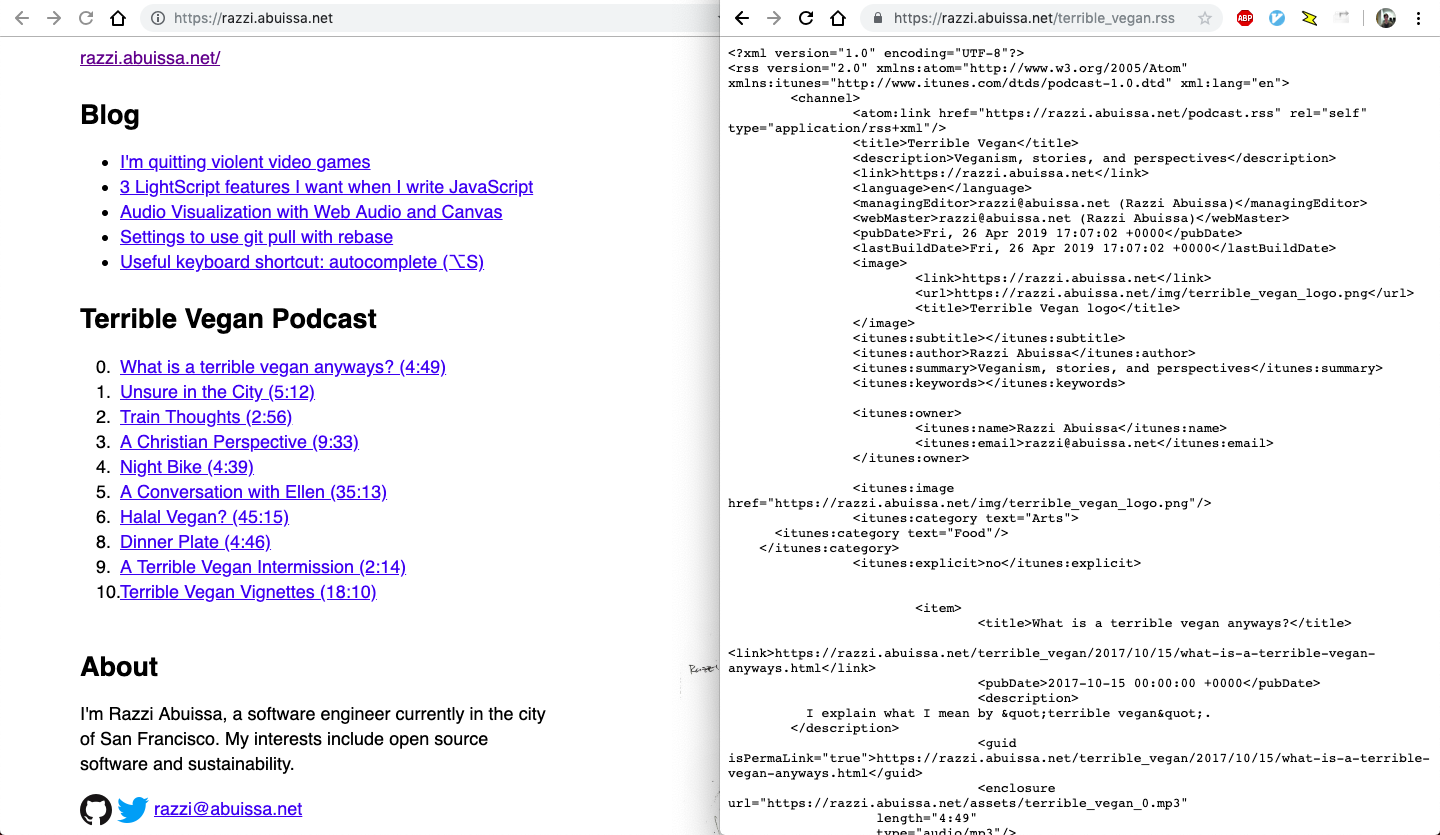 https://razzi.abuissa.net
razzi.abuissa.net/
Blog
I'm quitting violent video games
3 LightScript features I want when I write JavaScript
Audio Visualization with Web Audio and Canvas
Settings to use git pull with rebase
Useful keyboard shortcut: autocomplete (⌥S)
Terrible Vegan Podcast
0. What is a terrible vegan anyways? (4:49)
1. Unsure in the City (5:12)
2. Train Thoughts (2:56)
3. A Christian Perspective (9:33)
4. Night Bike (4:39)
5. A Conversation with Ellen (35:13)
6. Halal Vegan? (45:15)
8. Dinner Plate (4:46)
9. A Terrible Vegan Intermission (2:14)
10. Terrible Vegan Vignettes (18:10)
About
I'm Razzi Abuissa, a software engineer currently in the city
of San Francisco. My interests include open source
software and sustainability.
razzi@abuissa.net
Razzi
https://razzi.abuissa.net/terrible_vegan.rss
ABP
<?xml version="1.0" encoding="UTF-8"?>
<rss version="2.0" xmlns:atom="http://www.w3.org/2005/Atom"
xmlns:itunes="http://www.itunes.com/dtds/podcast-1.0.dtd" xml:lang="en">
<channel>
<atom:link href="https://razzi.abuissa.net/podcast.rss" rel="self"
type="application/rss+xml"/>
<title>Terrible Vegan</title>
<description>Veganism, stories, and perspectives</description>
<link>https://razzi.abuissa.net</link>
<language>en</language>
<managingEditor>razzi@abuissa.net (Razzi Abuissa)</managingEditor>
<webMaster>razzi@abuissa.net (Razzi Abuissa)</webMaster>
<pubDate>Fri, 26 Apr 2019 17:07:02 +0000</pubDate>
<lastBuildDate>Fri, 26 Apr 2019 17:07:02 +0000</lastBuildDate>
<image>
<link>https://razzi.abuissa.net</link>
<url>https://razzi.abuissa.net/img/terrible_vegan_logo.png</url>
<title>Terrible Vegan logo</title>
</image>
<itunes:subtitle></itunes:subtitle>
<itunes:author>Razzi Abuissa</itunes:author>
<itunes:summary>Veganism, stories, and perspectives</itunes:summary>
<itunes:keywords></itunes:keywords>
<itunes:owner>
<itunes:name>Razzi Abuissa</itunes:name>
<itunes:email>razzi@abuissa.net</itunes:email>
</itunes:owner>
<itunes:image
href="https://razzi.abuissa.net/img/terrible_vegan_logo.png"/>
<itunes:category text="Arts">
<itunes:category text="Food"/>
</itunes:category>
<itunes:explicit>no</itunes:explicit>
<item>
<title>What is a terrible vegan anyways?</title>
<link>https://razzi.abuissa.net/terrible_vegan/2017/10/15/what-is-a-terrible-vegan-
anyways.html</link>
<pubDate>2017-10-15 00:00:00 +0000</pubDate>
<description>
I explain what I mean by &quot;terrible vegan&quot;.
</description>
<guid
isPermaLink="true">https://razzi.abuissa.net/terrible_vegan/2017/10/15/what-is-a-terrible-
vegan-anyways.html</guid>
<enclosure
url="https://razzi.abuissa.net/assets/terrible_vegan_0.mp3"
length="4:49"
type="audio/mp3"/>